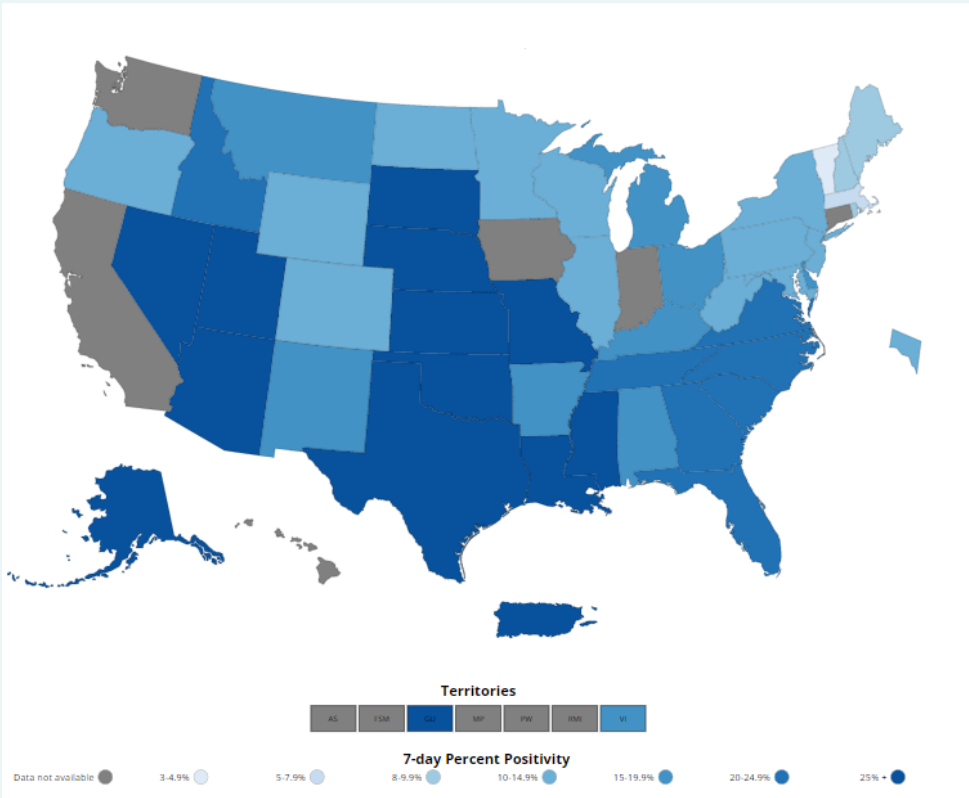 Territories
AS FSM GU MP PW RMI VI
7-day Percent Positivity
Data not available 3-4.9% 5-7.9% 8-9.9% 10-14.9% 15-19.9% 20-24.9% 25% +